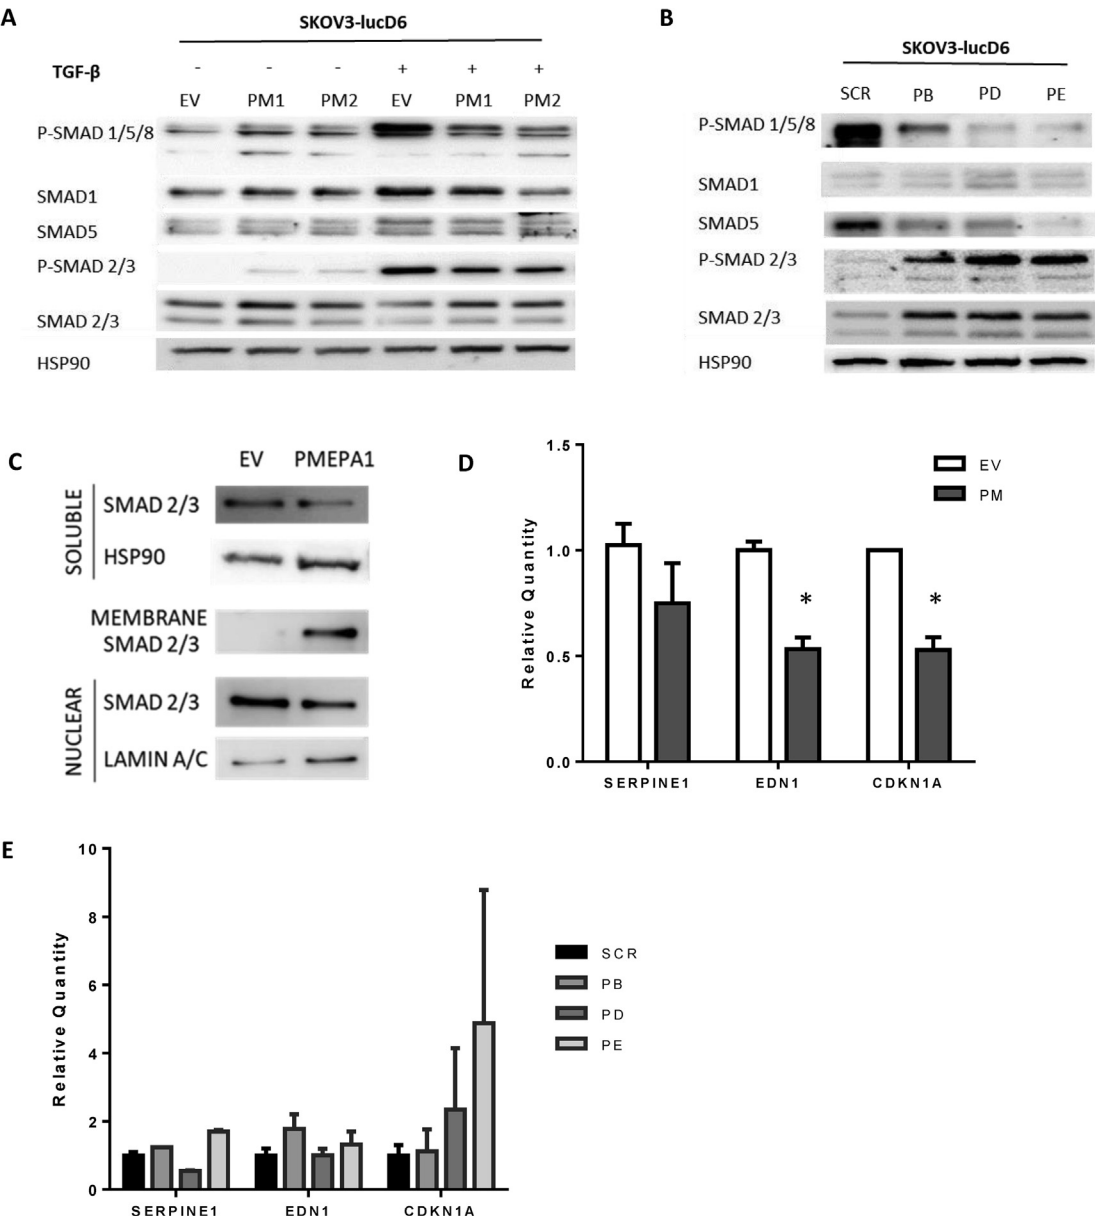 A
SKOV3-lucD6
TGF-β - - - + + +
EV PM1 PM2 EV PM1 PM2
P-SMAD 1/5/8
SMAD1
SMAD5
P-SMAD 2/3
SMAD 2/3
HSP90
B
SKOV3-lucD6
SCR PB PD PE
P-SMAD 1/5/8
SMAD1
SMAD5
P-SMAD 2/3
SMAD 2/3
HSP90
C
EV PMEPA1
SOLUBLE
SMAD 2/3
HSP90
MEMBRANE
SMAD 2/3
NUCLEAR
SMAD 2/3
LAMIN A/C
D
Relative Quantity
1.5
1.0
0.5
0.0
EV
PM
* *
SERPINE1 EDN1 CDKN1A
E
Relative Quantity
10
8
6
4
2
0
SCR
PB
PD
PE
SERPINE1 EDN1 CDKN1A